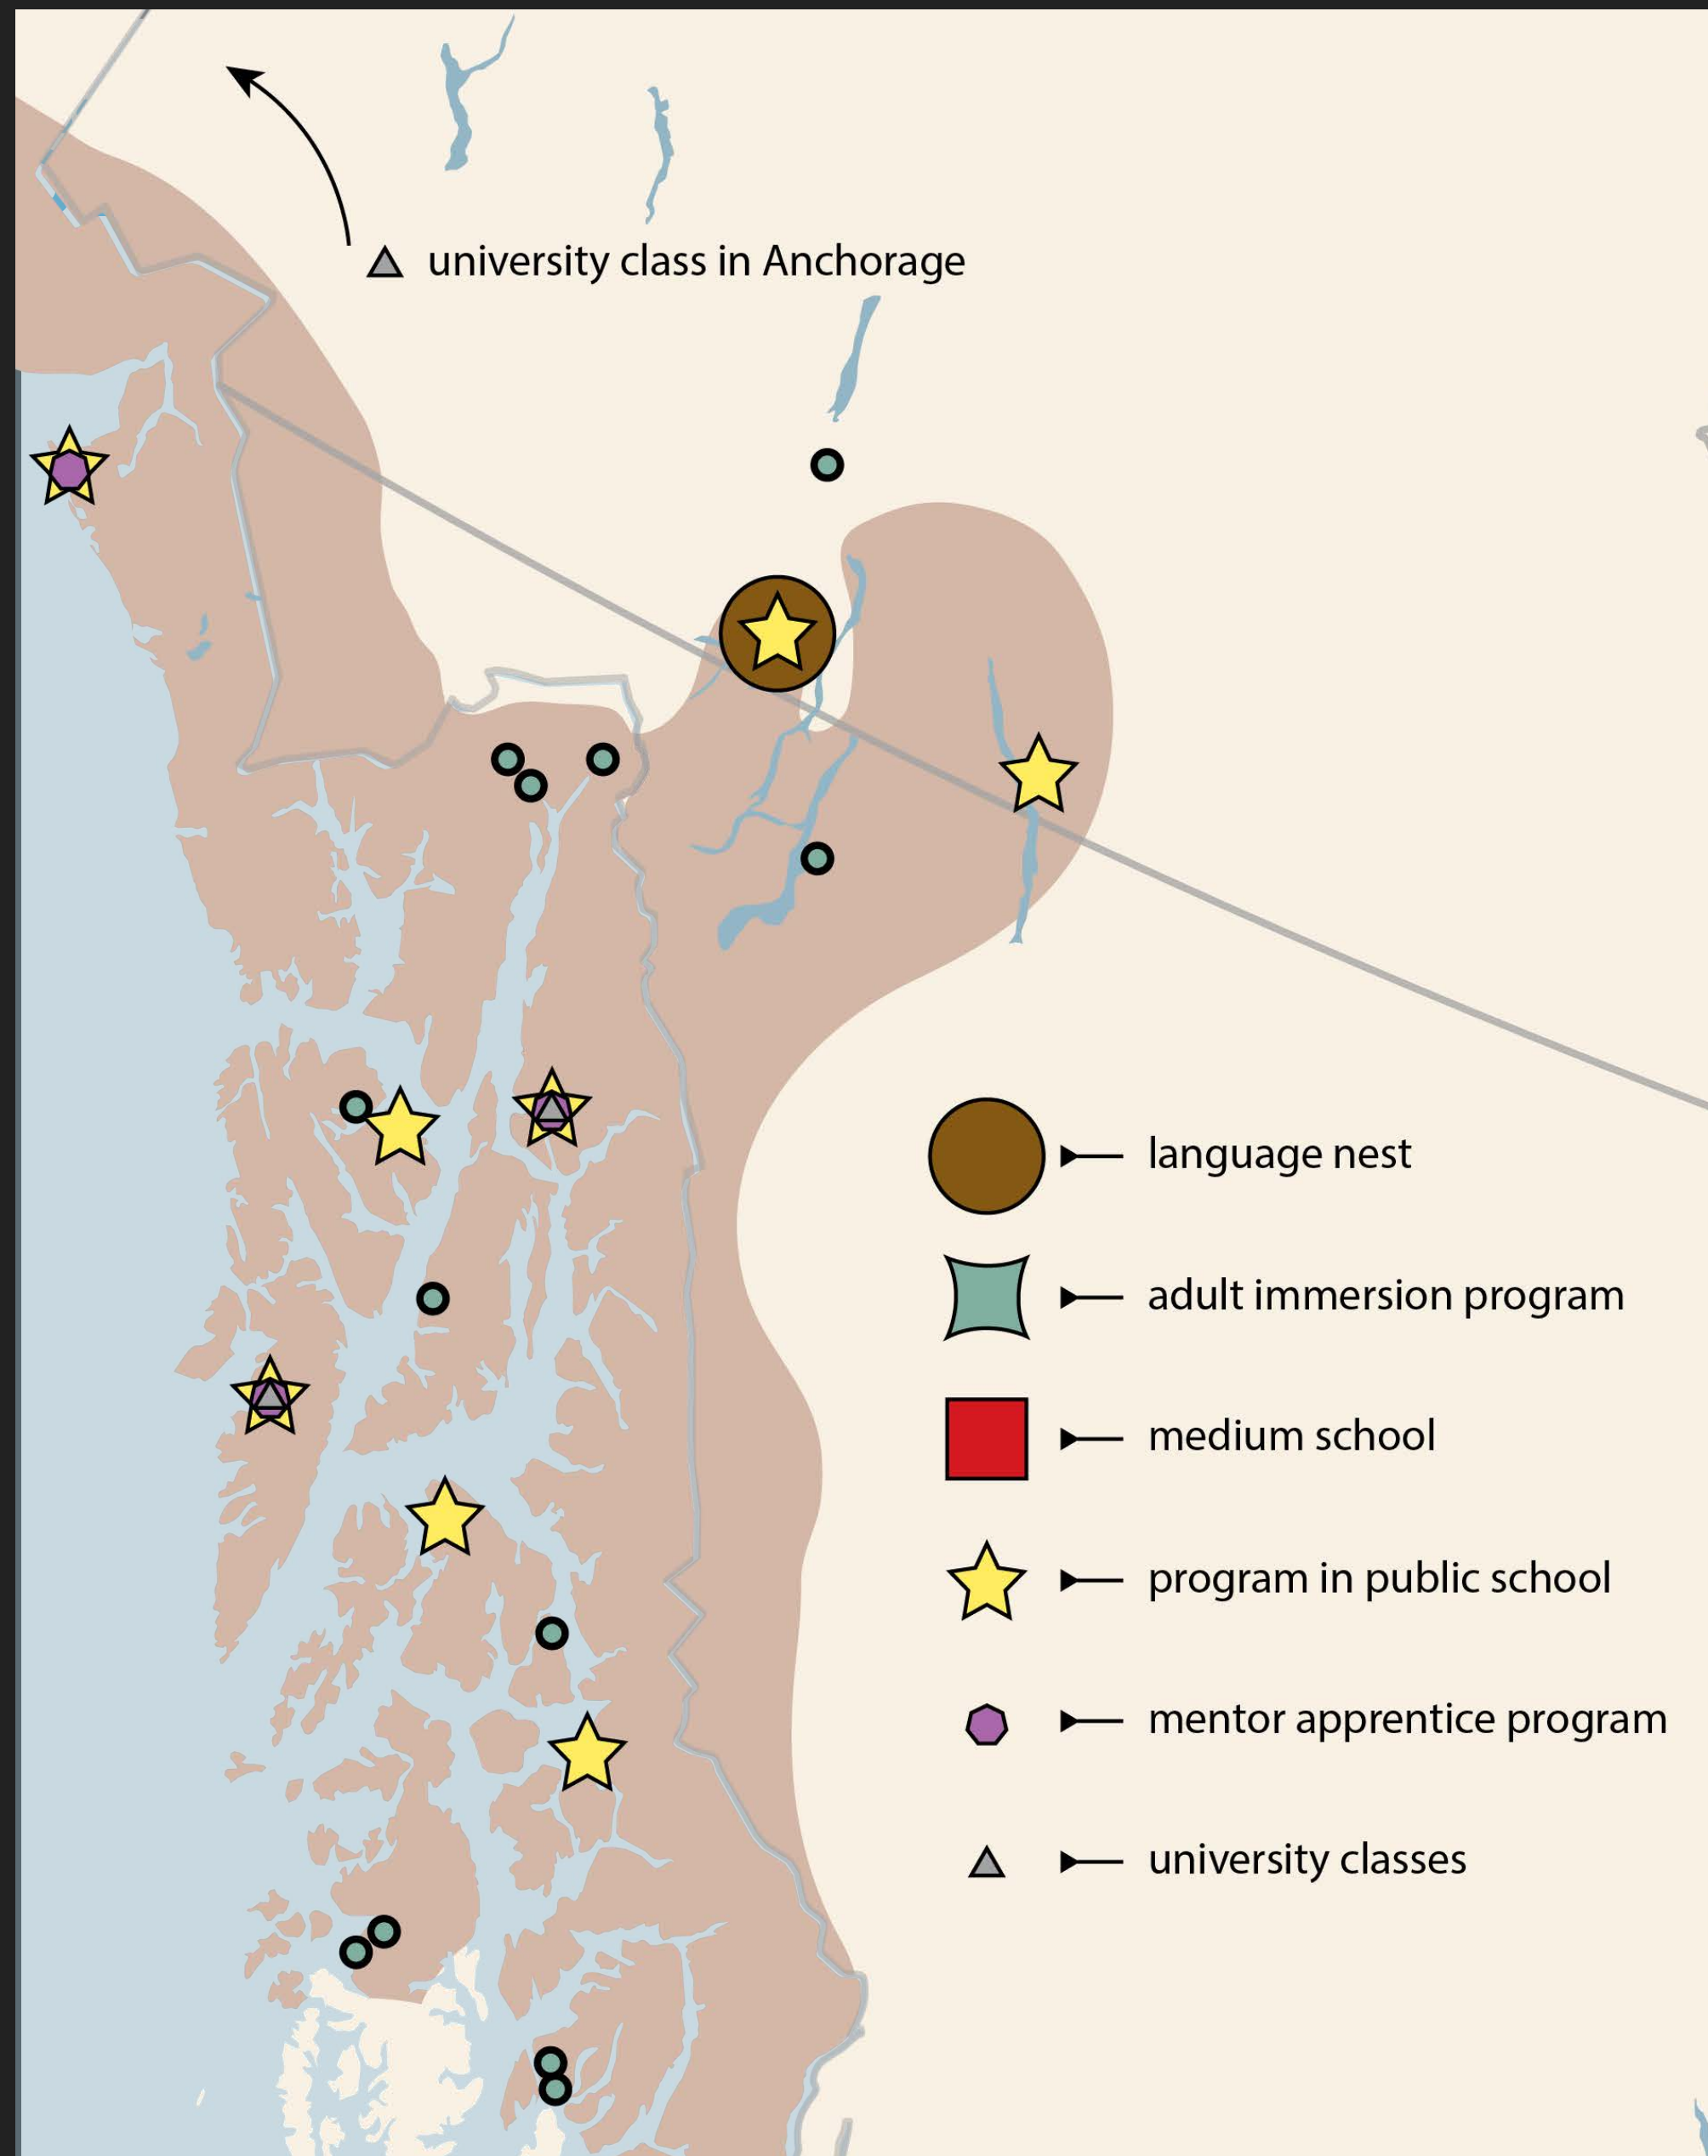 university class in Anchorage
language nest
adult immersion program
medium school
program in public school
mentor apprentice program
university classes